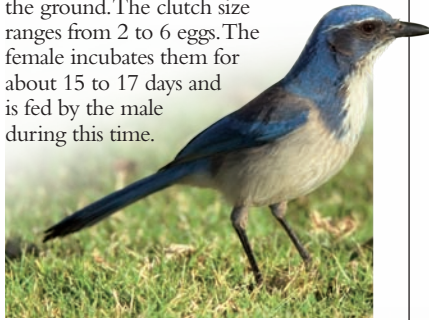 the ground. The clutch size
ranges from 2 to 6 eggs. The
female incubates them for
about 15 to 17 days and
is fed by the male
during this time.